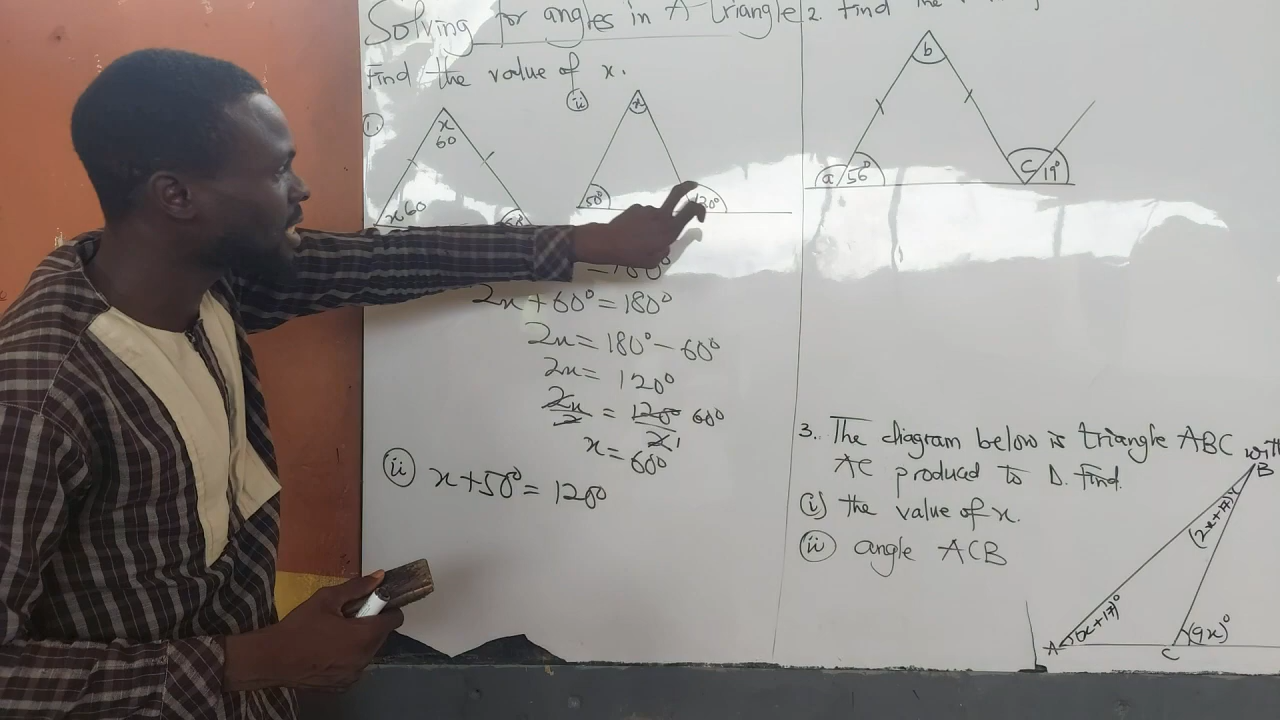 Solving for angles in A-triangle
Find the value of x.
1.
x
60
x 60
ii
x
50°
120°
2x + 60° = 180°
2x = 180° - 60°
2x = 120°
2x/2 = 120°/2 60°
1
x = 60°
ii x + 50° = 120°
2. Find the
b
a 56°
C 19°
3. The diagram below is triangle ABC with
AC produced to D. Find.
(i) the value of x.
(ii) angle ACB
B
(2x+17)°
(9x)°
A
C